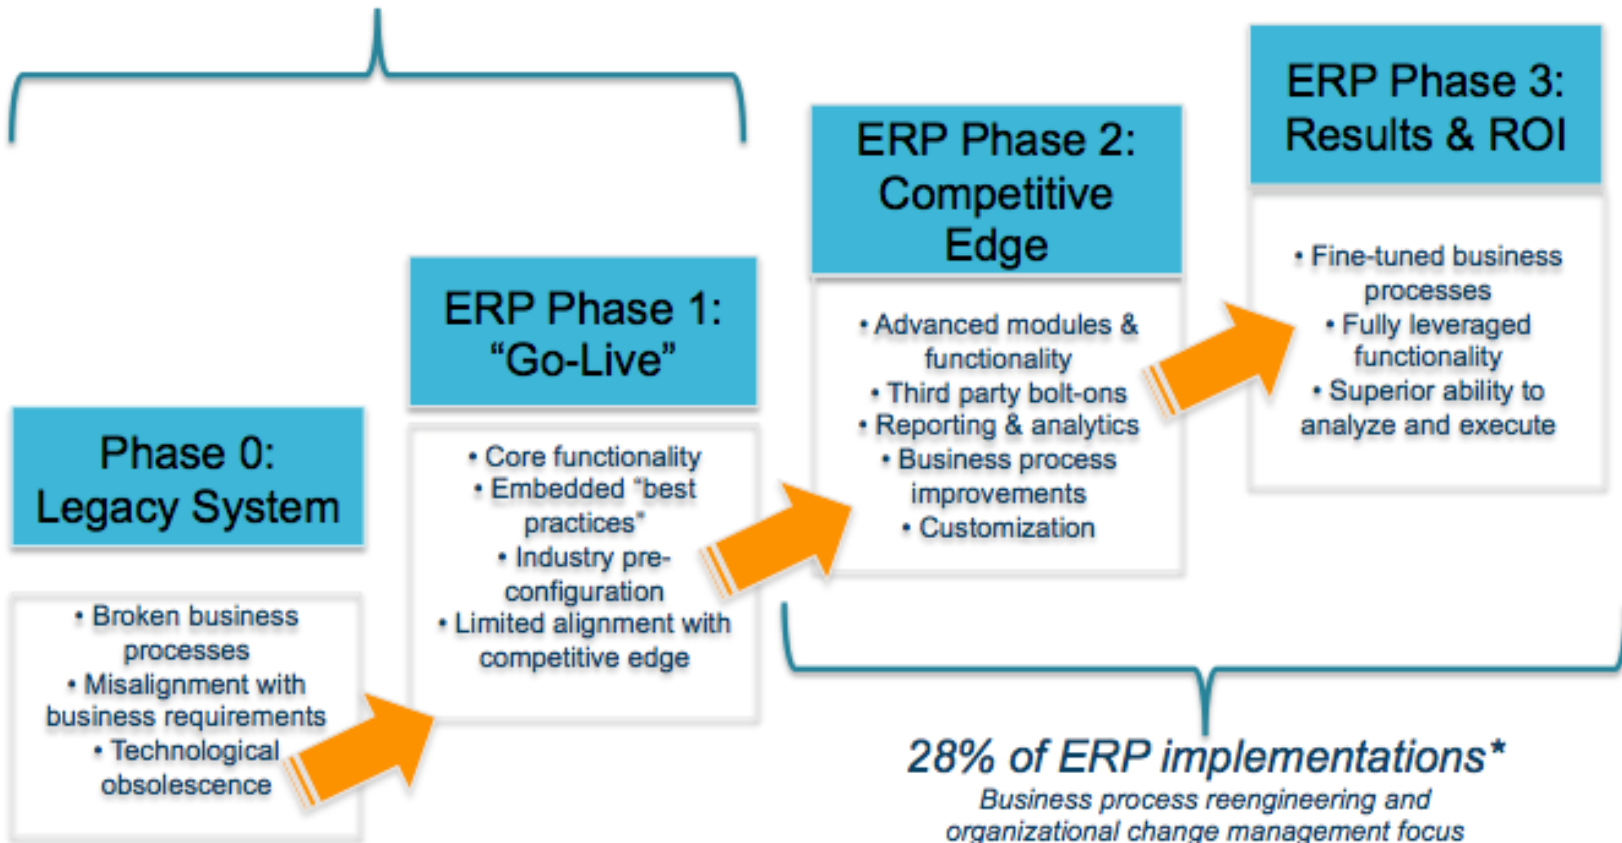 Phase 0:
Legacy System
• Broken business
processes
• Misalignment with
business requirements
• Technological
obsolescence
ERP Phase 1:
“Go-Live”
• Core functionality
• Embedded “best
practices”
• Industry pre-
configuration
• Limited alignment with
competitive edge
ERP Phase 2:
Competitive
Edge
• Advanced modules &
functionality
• Third party bolt-ons
• Reporting & analytics
• Business process
improvements
• Customization
ERP Phase 3:
Results & ROI
• Fine-tuned business
processes
• Fully leveraged
functionality
• Superior ability to
analyze and execute
28% of ERP implementations*
Business process reengineering and
organizational change management focus